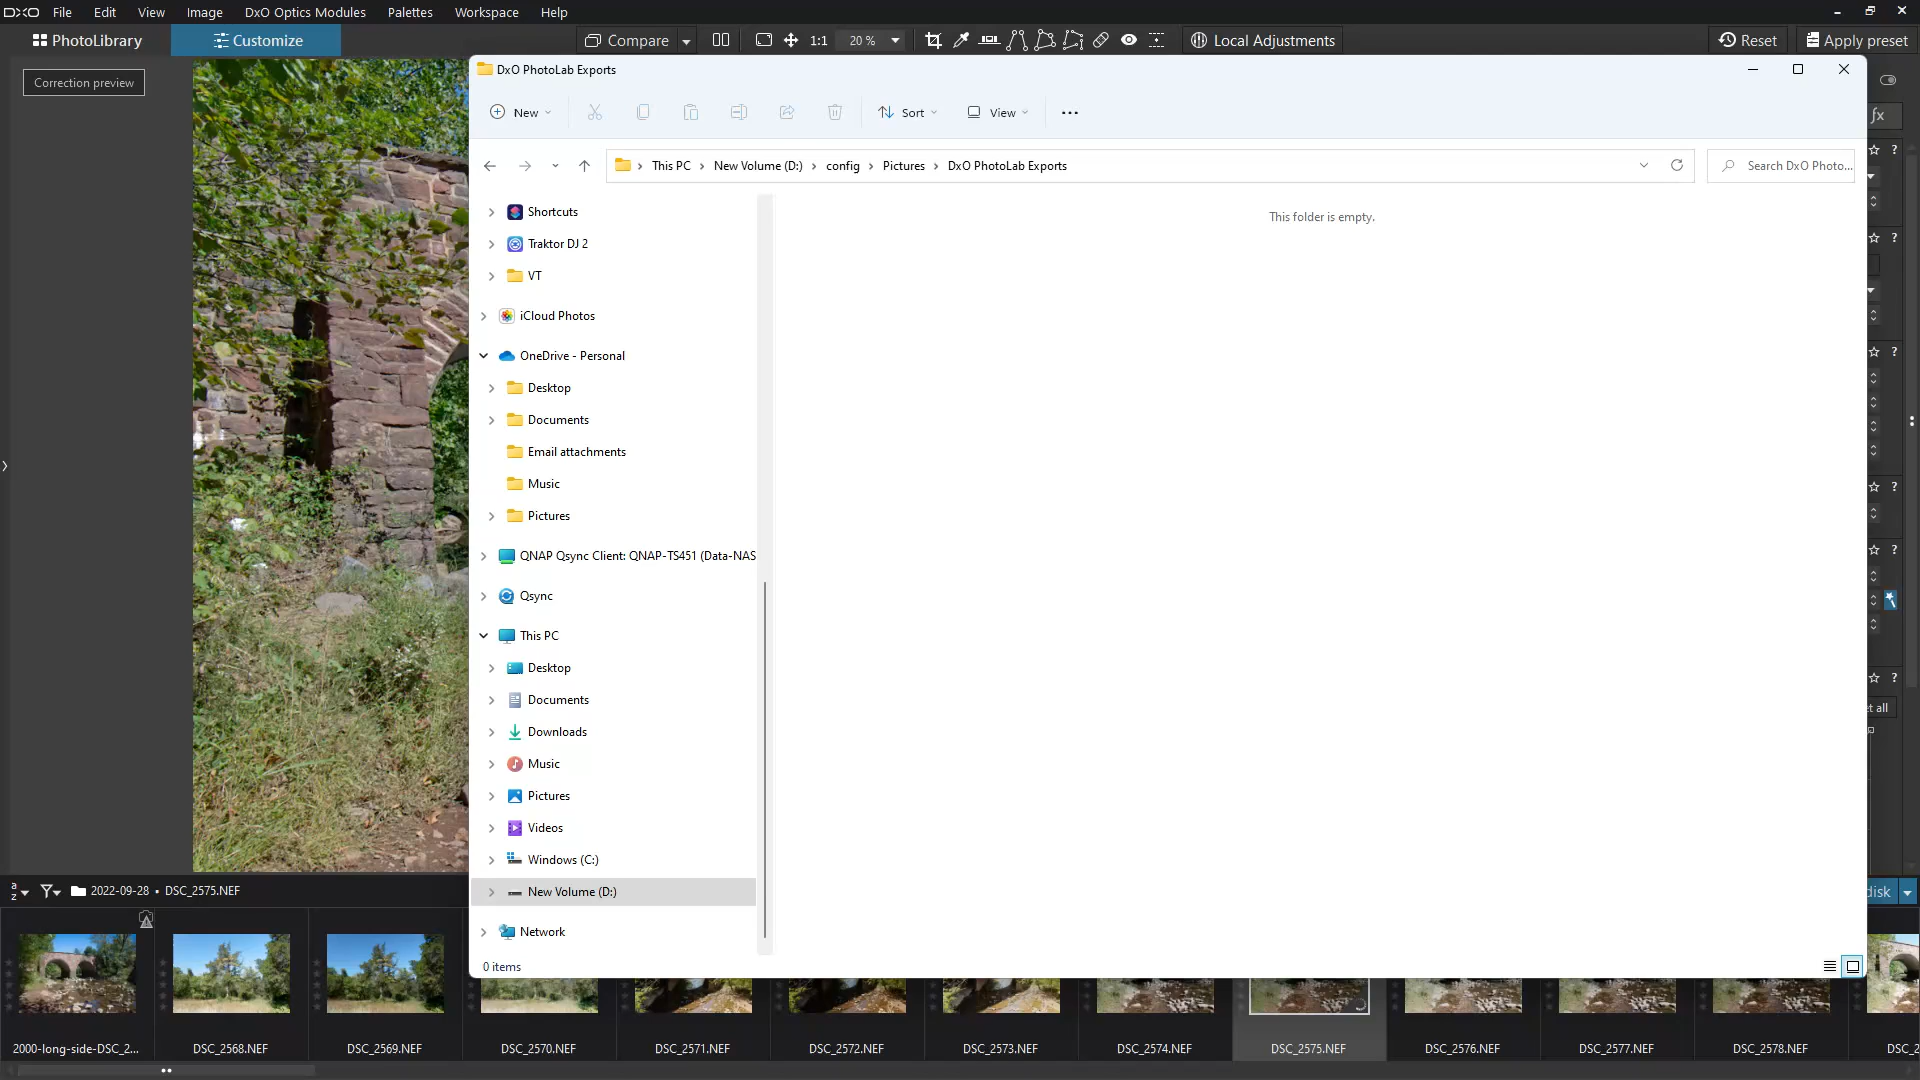 DXO File Edit View Image DxO Optics Modules Palettes Workspace Help
PhotoLibrary Customize Compare 1:1 20 % Local Adjustments Reset Apply preset
Correction preview
DxO PhotoLab Exports
New Sort View
This PC New Volume (D:) config Pictures DxO PhotoLab Exports Search DxO Photo...
This folder is empty.
Shortcuts
Traktor DJ 2
VT
iCloud Photos
OneDrive - Personal
Desktop
Documents
Email attachments
Music
Pictures
QNAP Qsync Client: QNAP-TS451 (Data-NAS
Qsync
This PC
Desktop
Documents
Downloads
Music
Pictures
Videos
Windows (C:)
New Volume (D:)
Network
0 items
fx
?
?
?
?
?
?
et all
a
z
2022-09-28 • DSC_2575.NEF
disk
2000-long-side-DSC_2... DSC_2568.NEF DSC_2569.NEF DSC_2570.NEF DSC_2571.NEF DSC_2572.NEF DSC_2573.NEF DSC_2574.NEF DSC_2575.NEF DSC_2576.NEF DSC_2577.NEF DSC_2578.NEF DSC_2